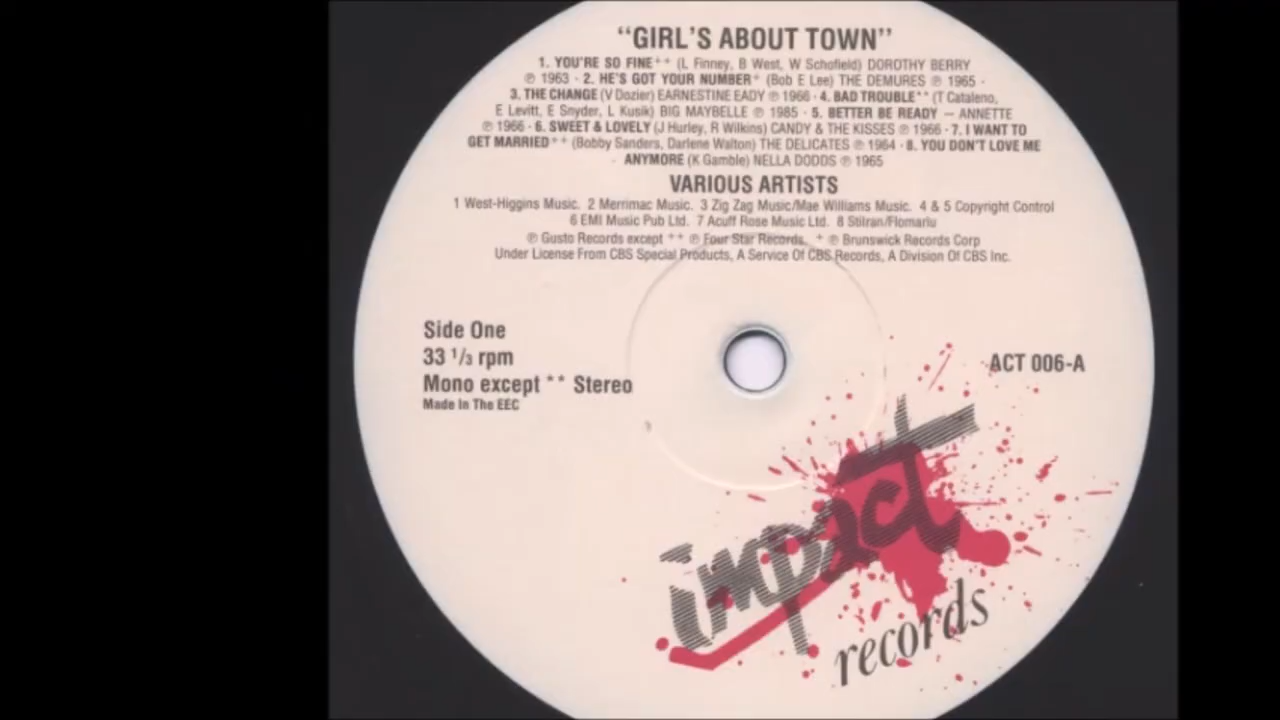 “GIRL'S ABOUT TOWN”
1. YOU'RE SO FINE⁺⁺ (L Finney, B West, W Schofield) DOROTHY BERRY
℗ 1963 · 2. HE'S GOT YOUR NUMBER⁺ (Bob E Lee) THE DEMURES ℗ 1965 ·
3. THE CHANGE (V Dozier) EARNESTINE EADY ℗ 1966 · 4. BAD TROUBLE** (T Cataleno,
E Levitt, E Snyder, L Kusik) BIG MAYBELLE ℗ 1985 · 5. BETTER BE READY — ANNETTE
℗ 1966 · 6. SWEET & LOVELY (J Hurley, R Wilkins) CANDY & THE KISSES ℗ 1966 · 7. I WANT TO
GET MARRIED⁺⁺ (Bobby Sanders, Darlene Walton) THE DELICATES ℗ 1964 · 8. YOU DON'T LOVE ME
ANYMORE (K Gamble) NELLA DODDS ℗ 1965
VARIOUS ARTISTS
1 West-Higgins Music. 2 Merrimac Music. 3 Zig Zag Music/Mae Williams Music. 4 & 5 Copyright Control
6 EMI Music Pub Ltd. 7 Acuff Rose Music Ltd. 8 Stilran/Flomarlu
℗ Gusto Records except ⁺⁺ ℗ Four Star Records. ⁺ ℗ Brunswick Records Corp
Under License From CBS Special Products, A Service Of CBS Records, A Division Of CBS Inc.
Side One
33 1/3 rpm
Mono except ** Stereo
Made In The EEC
ACT 006-A
impact
records